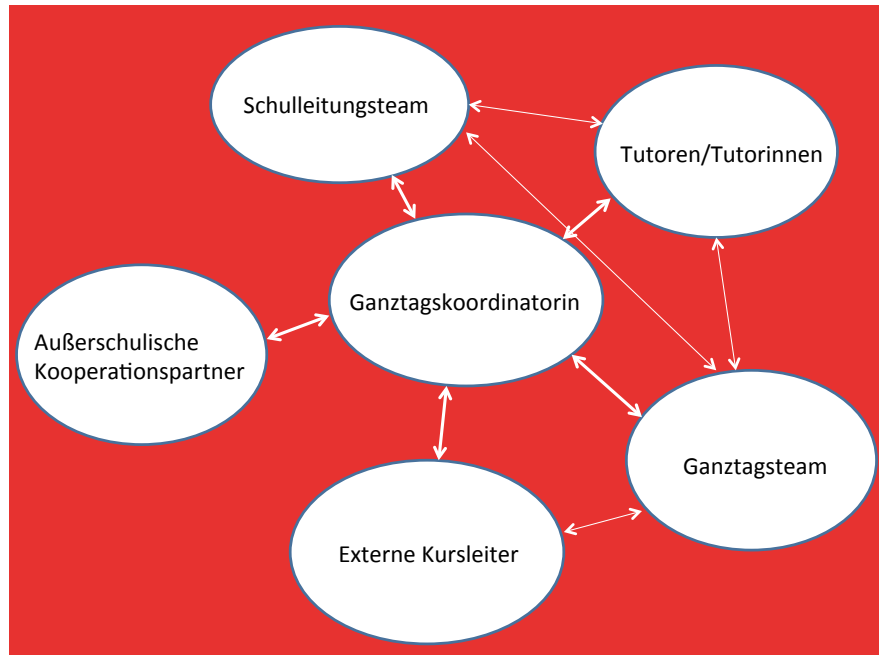 Schulleitungsteam
Tutoren/Tutorinnen
Ganztagskoordinatorin
Außerschulische
Kooperationspartner
Ganztagsteam
Externe Kursleiter